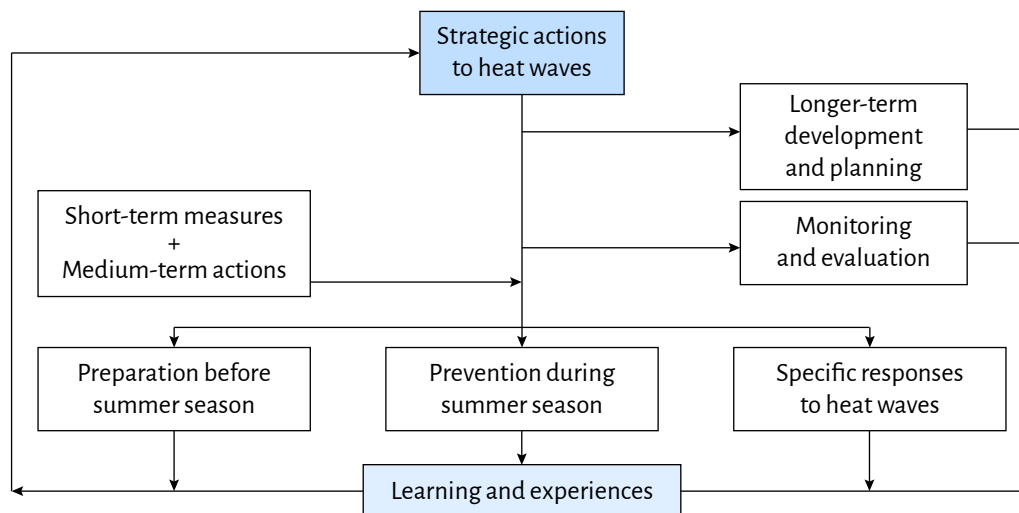 Strategic actions
to heat waves
Longer-term
development
and planning
Short-term measures
+
Medium-term actions
Monitoring
and evaluation
Preparation before
summer season
Prevention during
summer season
Specific responses
to heat waves
Learning and experiences